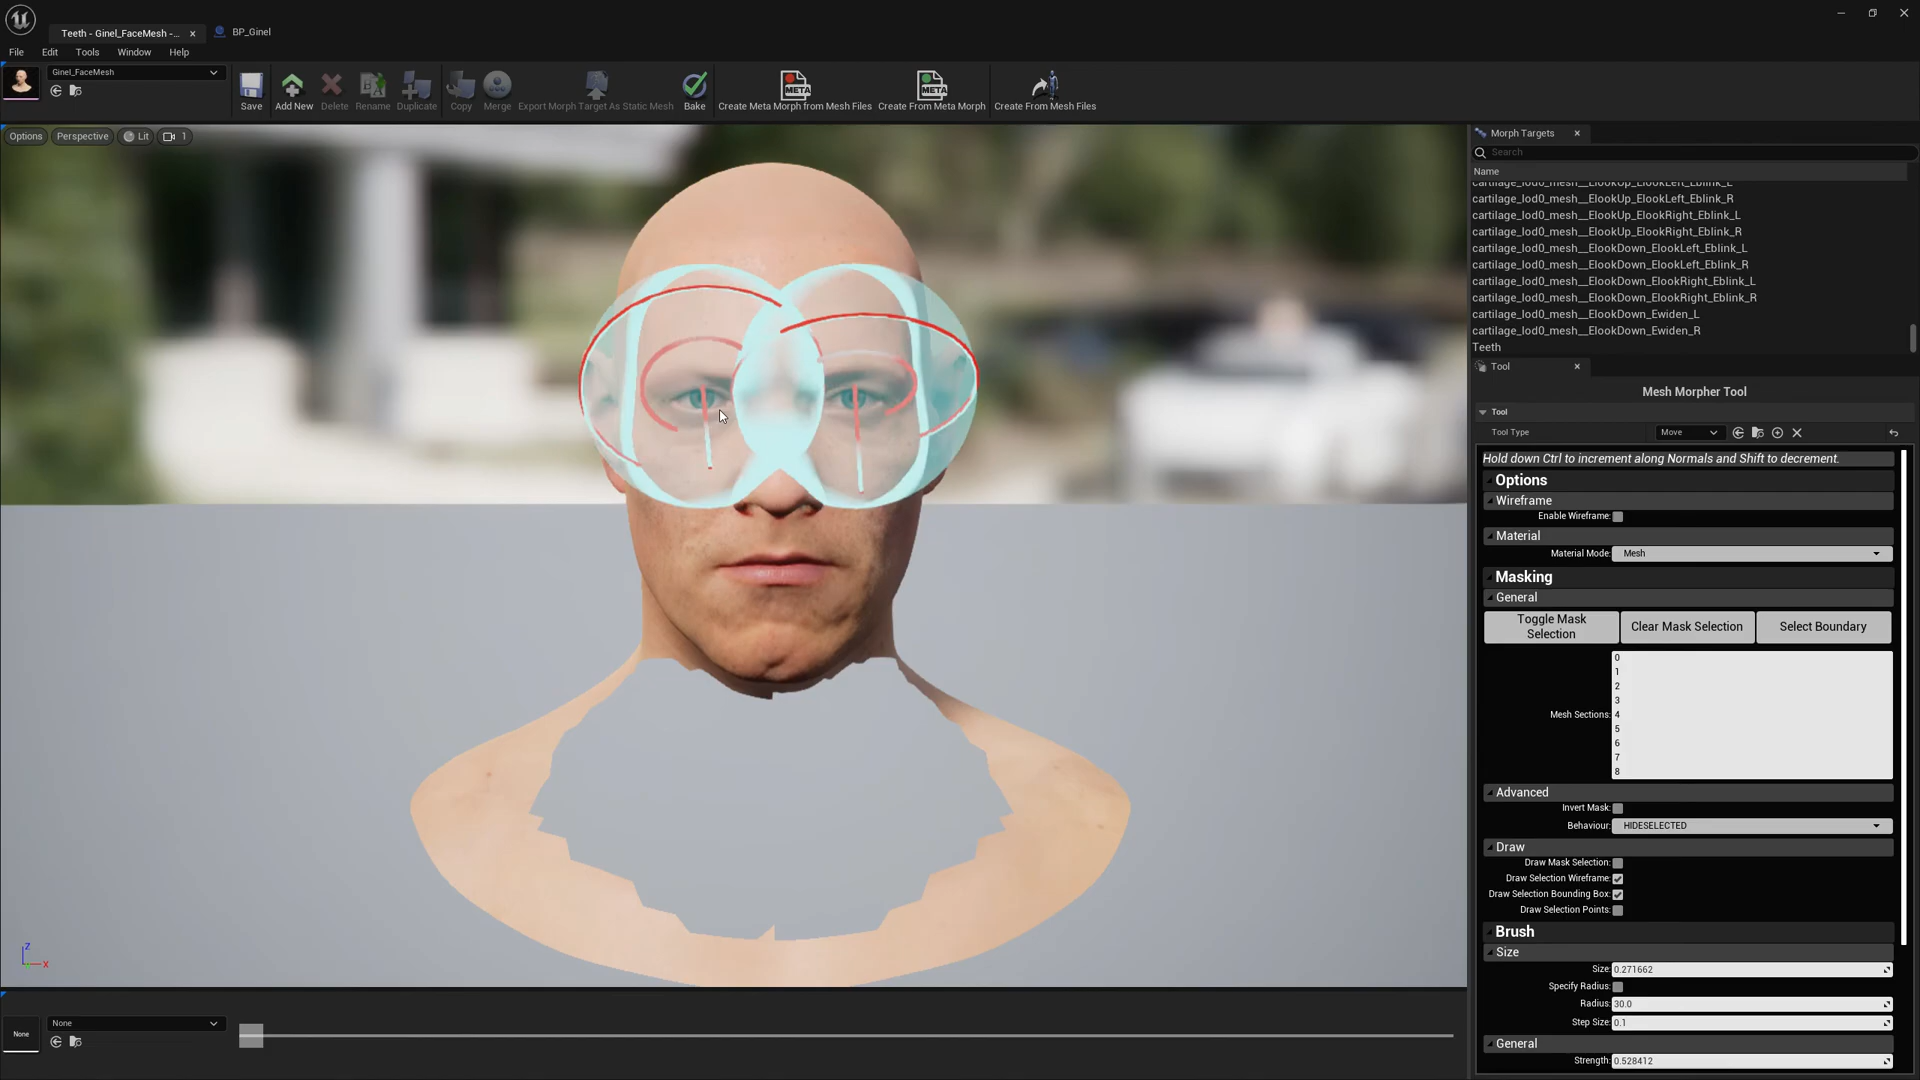 Teeth - Ginel_FaceMesh -...
BP_Ginel
File Edit Tools Window Help
Ginel_FaceMesh
Save
Add New
Delete
Rename
Duplicate
Copy
Merge
Export Morph Target As Static Mesh
Bake
META
Create Meta Morph from Mesh Files
META
Create From Meta Morph
Create From Mesh Files
Options
Perspective
Lit
1
Morph Targets
Search
Name
cartilage_lod0_mesh__ElookUp_ElookLeft_Eblink_L
cartilage_lod0_mesh__ElookUp_ElookLeft_Eblink_R
cartilage_lod0_mesh__ElookUp_ElookRight_Eblink_L
cartilage_lod0_mesh__ElookUp_ElookRight_Eblink_R
cartilage_lod0_mesh__ElookDown_ElookLeft_Eblink_L
cartilage_lod0_mesh__ElookDown_ElookLeft_Eblink_R
cartilage_lod0_mesh__ElookDown_ElookRight_Eblink_L
cartilage_lod0_mesh__ElookDown_ElookRight_Eblink_R
cartilage_lod0_mesh__ElookDown_Ewiden_L
cartilage_lod0_mesh__ElookDown_Ewiden_R
Teeth
Tool
Mesh Morpher Tool
Tool
Tool Type Move
Hold down Ctrl to increment along Normals and Shift to decrement.
Options
Wireframe
Enable Wireframe:
Material
Material Mode: Mesh
Masking
General
Toggle Mask
Selection
Clear Mask Selection
Select Boundary
Mesh Sections:
0
1
2
3
4
5
6
7
8
Advanced
Invert Mask:
Behaviour: HIDESELECTED
Draw
Draw Mask Selection:
Draw Selection Wireframe:
Draw Selection Bounding Box:
Draw Selection Points:
Brush
Size
Size: 0.271662
Specify Radius:
Radius: 30.0
Step Size: 0.1
General
Strength: 0.528412
Z
X
None
None